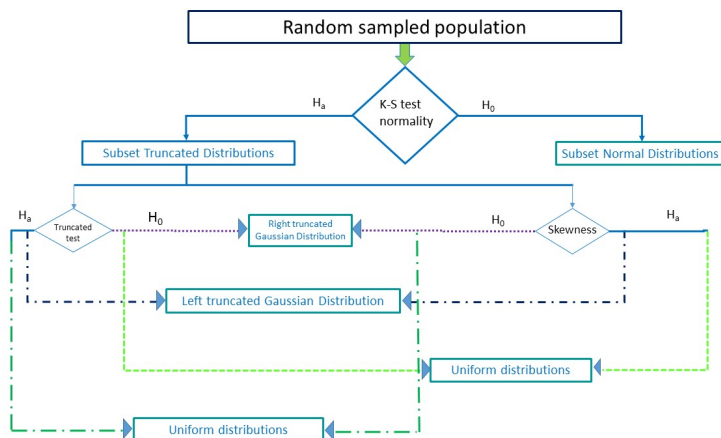 Random sampled population
K-S test
normality
Hₐ
H₀
Subset Truncated Distributions
Subset Normal Distributions
Hₐ
Truncated
test
H₀
Right truncated
Gaussian Distribution
H₀
Skewness
Hₐ
Left truncated Gaussian Distribution
Uniform distributions
Uniform distributions